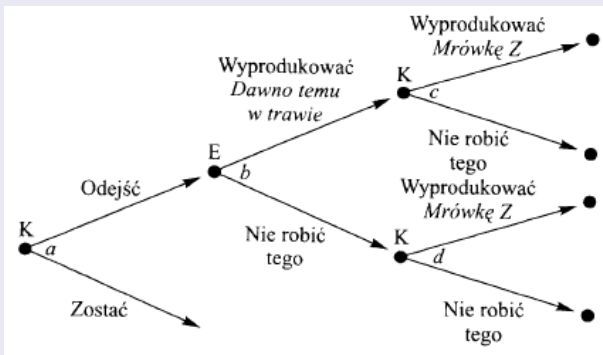 Wyprodukować
Mrówkę Z
K
c
Wyprodukować
Dawno temu
w trawie
Nie robić
tego
E
b
Odejść
Wyprodukować
Mrówkę Z
K
a
Nie robić
tego
K
d
Zostać
Nie robić
tego